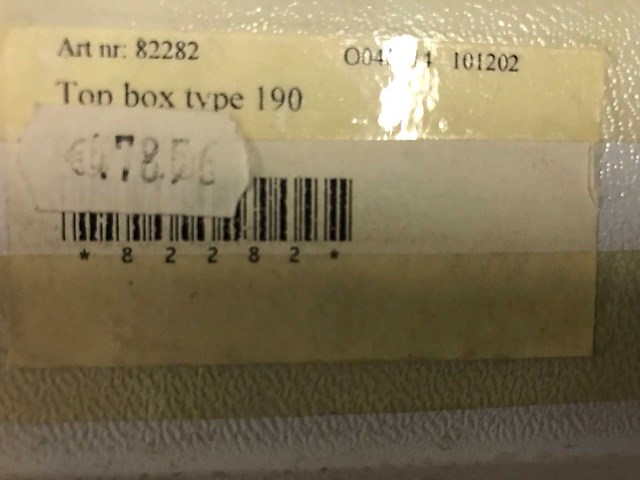 Art nr: 82282 101202
Top box type 190
* 8 2 2 8 2 *